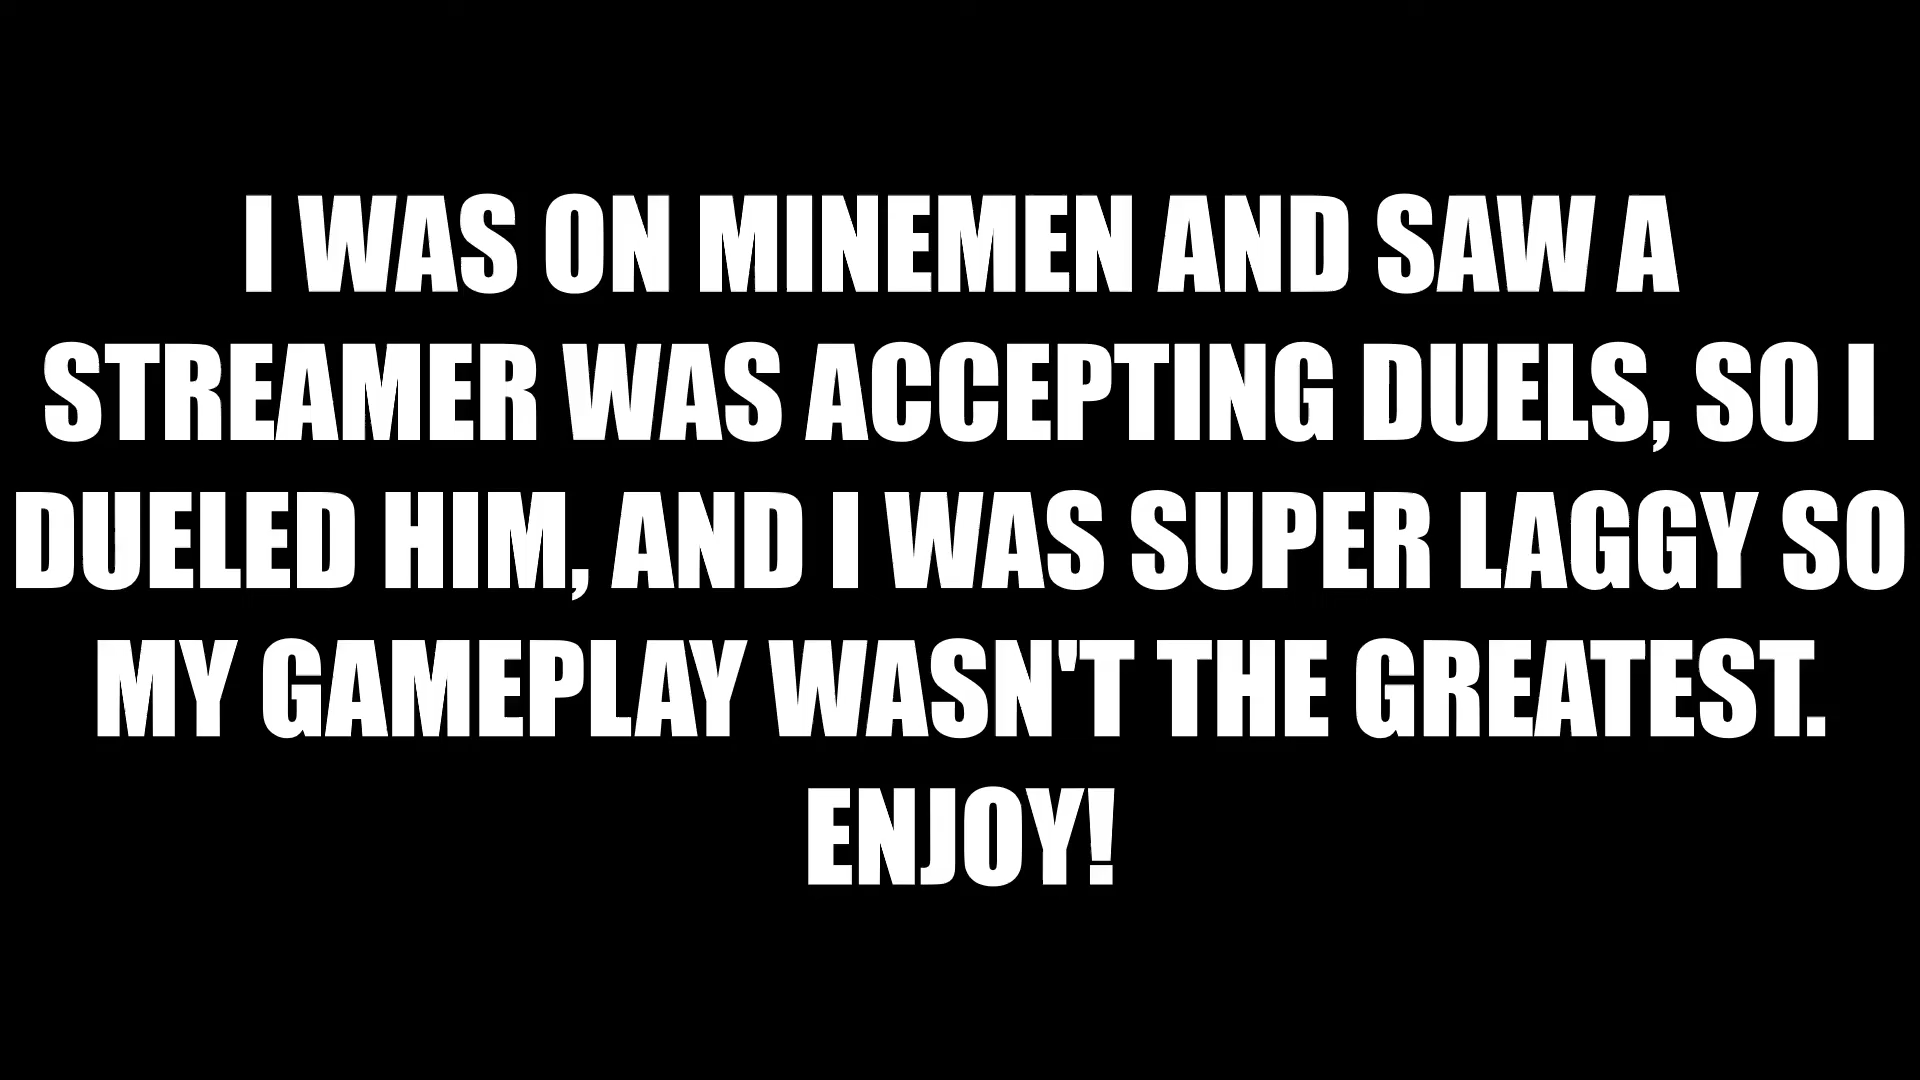 I WAS ON MINEMEN AND SAW A
STREAMER WAS ACCEPTING DUELS, SO I
DUELED HIM, AND I WAS SUPER LAGGY SO
MY GAMEPLAY WASN'T THE GREATEST.
ENJOY!